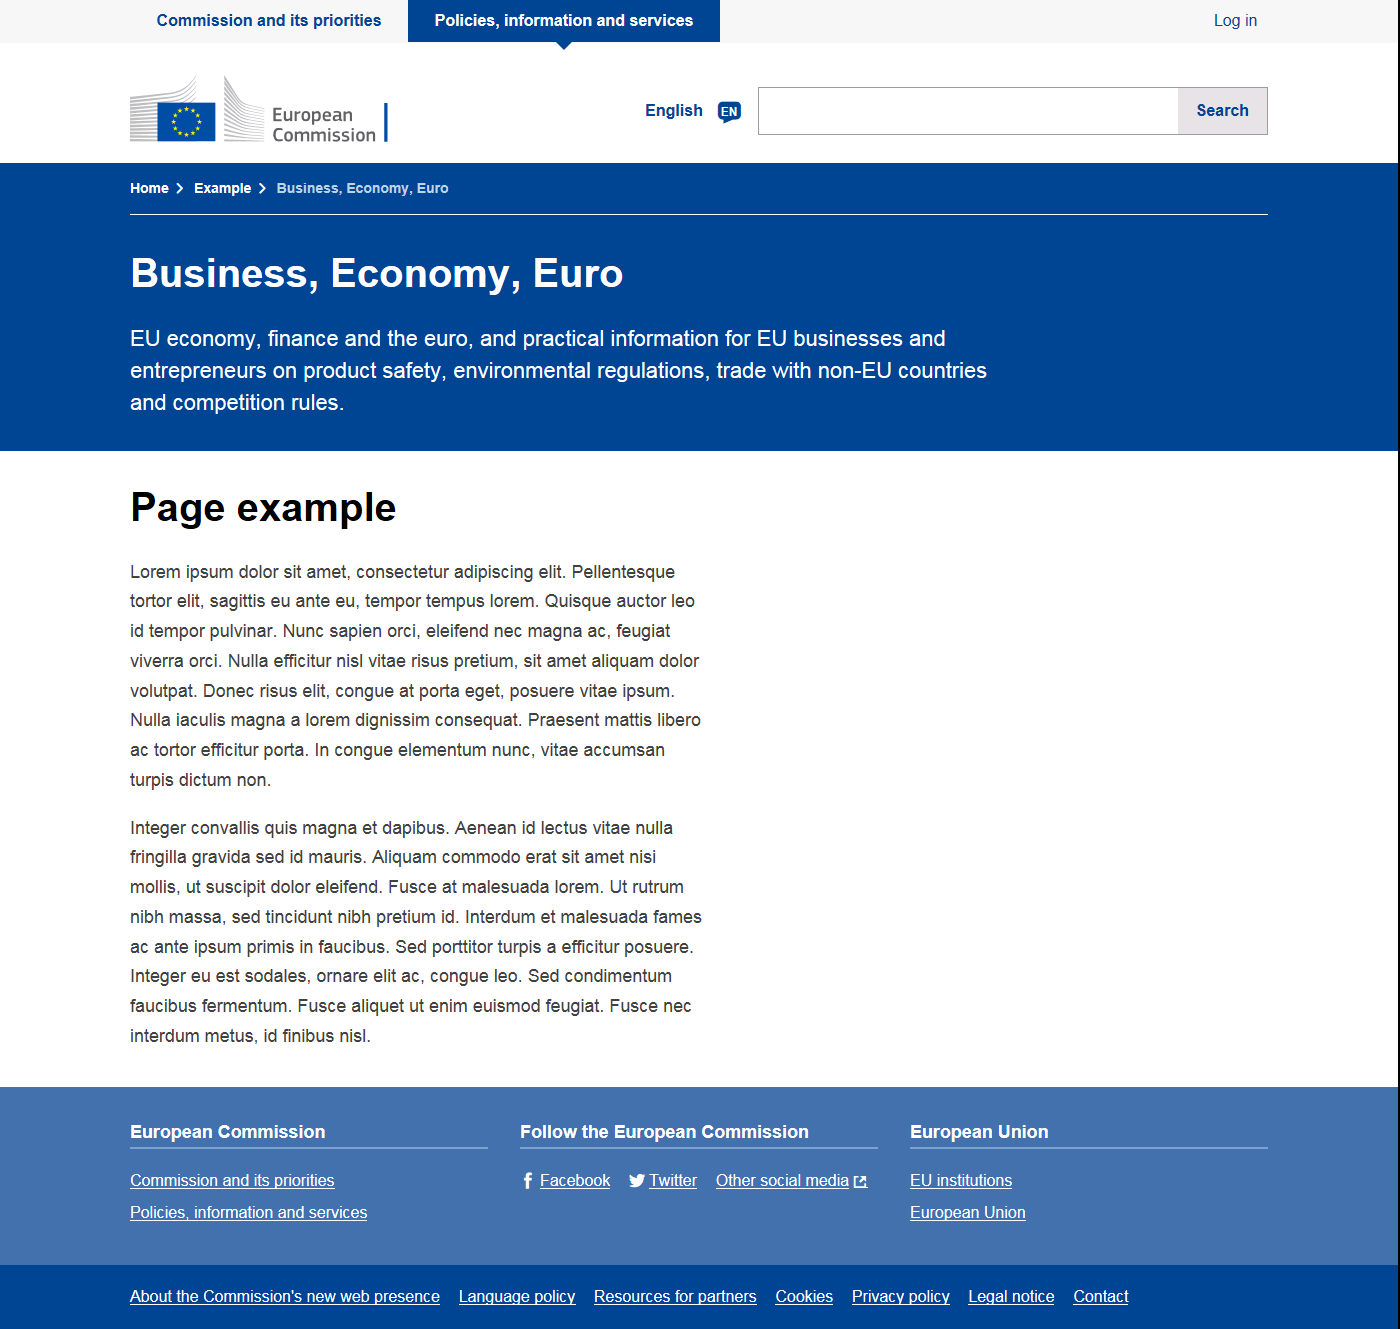 Commission and its priorities
Policies, information and services
Log in
European
Commission
English
EN
Search
Home
Example
Business, Economy, Euro
Business, Economy, Euro
EU economy, finance and the euro, and practical information for EU businesses and
entrepreneurs on product safety, environmental regulations, trade with non-EU countries
and competition rules.
Page example
Lorem ipsum dolor sit amet, consectetur adipiscing elit. Pellentesque
tortor elit, sagittis eu ante eu, tempor tempus lorem. Quisque auctor leo
id tempor pulvinar. Nunc sapien orci, eleifend nec magna ac, feugiat
viverra orci. Nulla efficitur nisl vitae risus pretium, sit amet aliquam dolor
volutpat. Donec risus elit, congue at porta eget, posuere vitae ipsum.
Nulla iaculis magna a lorem dignissim consequat. Praesent mattis libero
ac tortor efficitur porta. In congue elementum nunc, vitae accumsan
turpis dictum non.
Integer convallis quis magna et dapibus. Aenean id lectus vitae nulla
fringilla gravida sed id mauris. Aliquam commodo erat sit amet nisi
mollis, ut suscipit dolor eleifend. Fusce at malesuada lorem. Ut rutrum
nibh massa, sed tincidunt nibh pretium id. Interdum et malesuada fames
ac ante ipsum primis in faucibus. Sed porttitor turpis a efficitur posuere.
Integer eu est sodales, ornare elit ac, congue leo. Sed condimentum
faucibus fermentum. Fusce aliquet ut enim euismod feugiat. Fusce nec
interdum metus, id finibus nisl.
European Commission
Commission and its priorities
Policies, information and services
Follow the European Commission
Facebook Twitter Other social media
European Union
EU institutions
European Union
About the Commission's new web presence Language policy Resources for partners Cookies Privacy policy Legal notice Contact